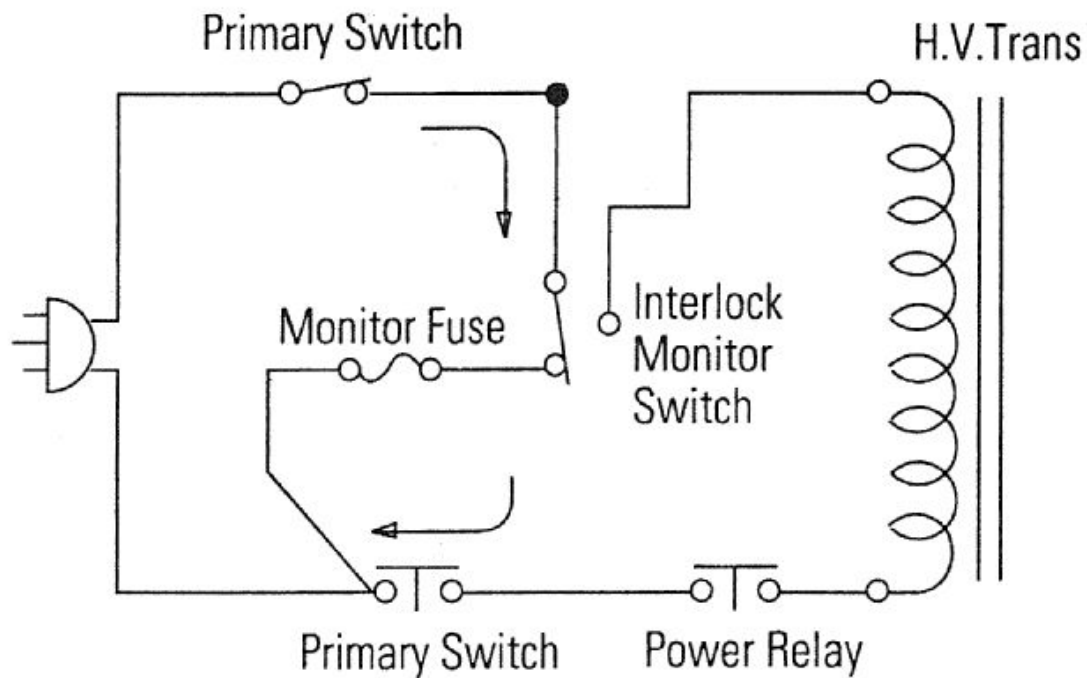 Primary Switch
H.V.Trans
Monitor Fuse
Interlock
Monitor
Switch
Primary Switch
Power Relay